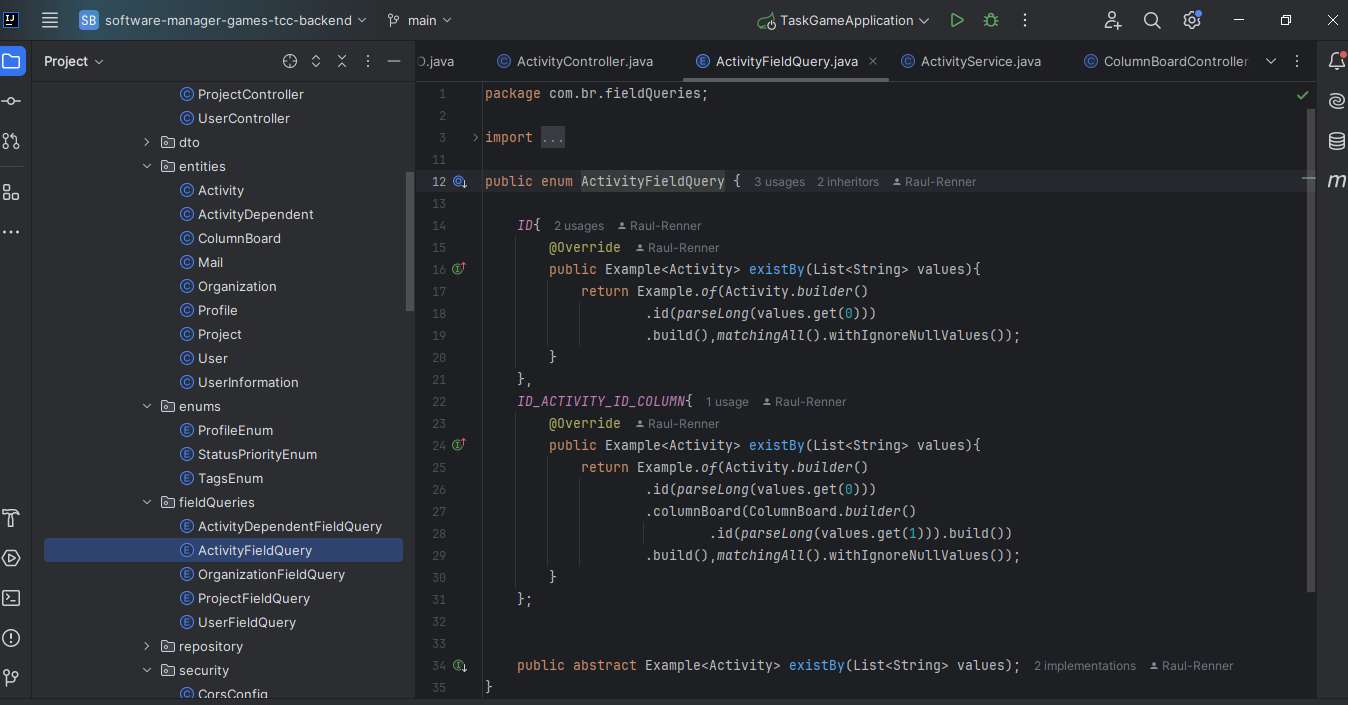 SB software-manager-games-tcc-backend main TaskGameApplication
Project
O.java ActivityController.java ActivityFieldQuery.java ActivityService.java ColumnBoardController
ProjectController
UserController
dto
entities
Activity
ActivityDependent
ColumnBoard
Mail
Organization
Profile
Project
User
UserInformation
enums
ProfileEnum
StatusPriorityEnum
TagsEnum
fieldQueries
ActivityDependentFieldQuery
ActivityFieldQuery
OrganizationFieldQuery
ProjectFieldQuery
UserFieldQuery
repository
security
CorsConfig
1 package com.br.fieldQueries;
2
3 import ...
11
12 public enum ActivityFieldQuery { 3 usages 2 inheritors Raul-Renner
13
14 ID{ 2 usages Raul-Renner
15 @Override Raul-Renner
16 public Example<Activity> existBy(List<String> values){
17 return Example.of(Activity.builder()
18 .id(parseLong(values.get(0)))
19 .build(),matchingAll().withIgnoreNullValues());
20 }
21 },
22 ID_ACTIVITY_ID_COLUMN{ 1 usage Raul-Renner
23 @Override Raul-Renner
24 public Example<Activity> existBy(List<String> values){
25 return Example.of(Activity.builder()
26 .id(parseLong(values.get(0)))
27 .columnBoard(ColumnBoard.builder()
28 .id(parseLong(values.get(1))).build())
29 .build(),matchingAll().withIgnoreNullValues());
30 }
31 };
32
33
34 public abstract Example<Activity> existBy(List<String> values); 2 implementations Raul-Renner
35 }
m